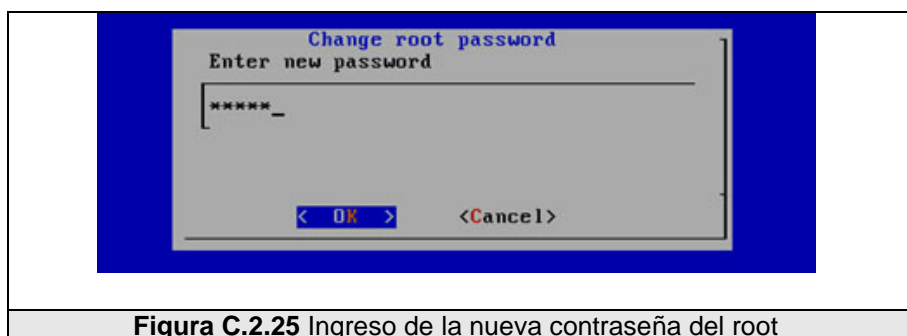 Change root password
Enter new password
*****_
< OK >    <Cancel>
Figura C.2.25 Ingreso de la nueva contraseña del root